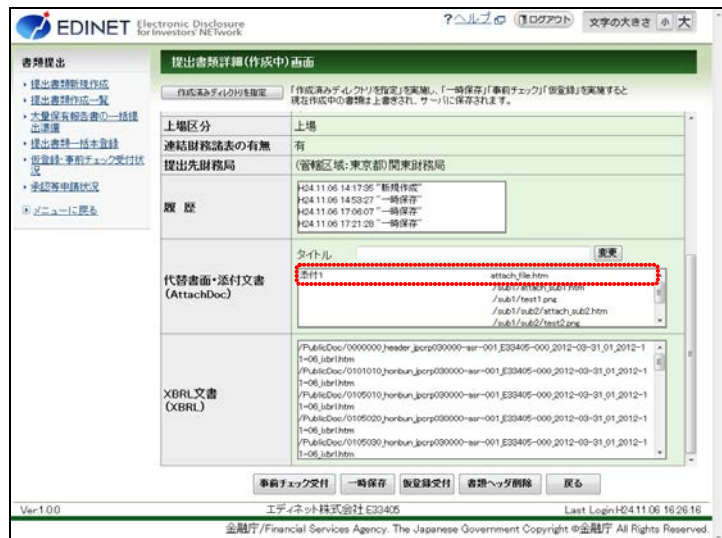 EDINET Electronic Disclosure
for Investors' NETwork
?ヘルプ ログアウト 文字の大きさ 小 大
書類提出
・提出書類新規作成
・提出書類作成一覧
・大量保有報告書の一括提
出準備
・提出書類一括本登録
・仮登録・事前チェック受付状
況
・承認等申請状況
メニューに戻る
提出書類詳細(作成中)画面
作成済みディレクトリを指定
「作成済みディレクトリを指定」を実施し、「一時保存」「事前チェック」「仮登録」を実施すると
現在作成中の書類は上書きされ、サーバに保存されます。
上場区分 上場
連結財務諸表の有無 有
提出先財務局 (管轄区域:東京都)関東財務局
履 歴
H24.11.06 14:17:35 "新規作成"
H24.11.06 14:53:27 "一時保存"
H24.11.06 17:06:07 "一時保存"
H24.11.06 17:21:28 "一時保存"
代替書面・添付文書
(AttachDoc)
タイトル 変更
添付1 attach_file.htm
/sub1/attach_sub1.htm
/sub1/test1.png
/sub1/sub2/attach_sub2.htm
/sub1/sub2/test2.png
XBRL文書
(XBRL)
/PublicDoc/0000000_header_jpcrp030000-asr-001_E33405-000_2012-03-31_01_2012-1
1-06_ixbrl.htm
/PublicDoc/0101010_honbun_jpcrp030000-asr-001_E33405-000_2012-03-31_01_2012-1
1-06_ixbrl.htm
/PublicDoc/0105010_honbun_jpcrp030000-asr-001_E33405-000_2012-03-31_01_2012-1
1-06_ixbrl.htm
/PublicDoc/0105020_honbun_jpcrp030000-asr-001_E33405-000_2012-03-31_01_2012-1
1-06_ixbrl.htm
/PublicDoc/0105030_honbun_jpcrp030000-asr-001_E33405-000_2012-03-31_01_2012-1
1-06_ixbrl.htm
事前チェック受付 一時保存 仮登録受付 書類ヘッダ削除 戻る
Ver.1.0.0 エディネット株式会社:E33405 Last Login:H24.11.06 16:26:16
金融庁/Financial Services Agency. The Japanese Government Copyright ©金融庁 All Rights Reserved.